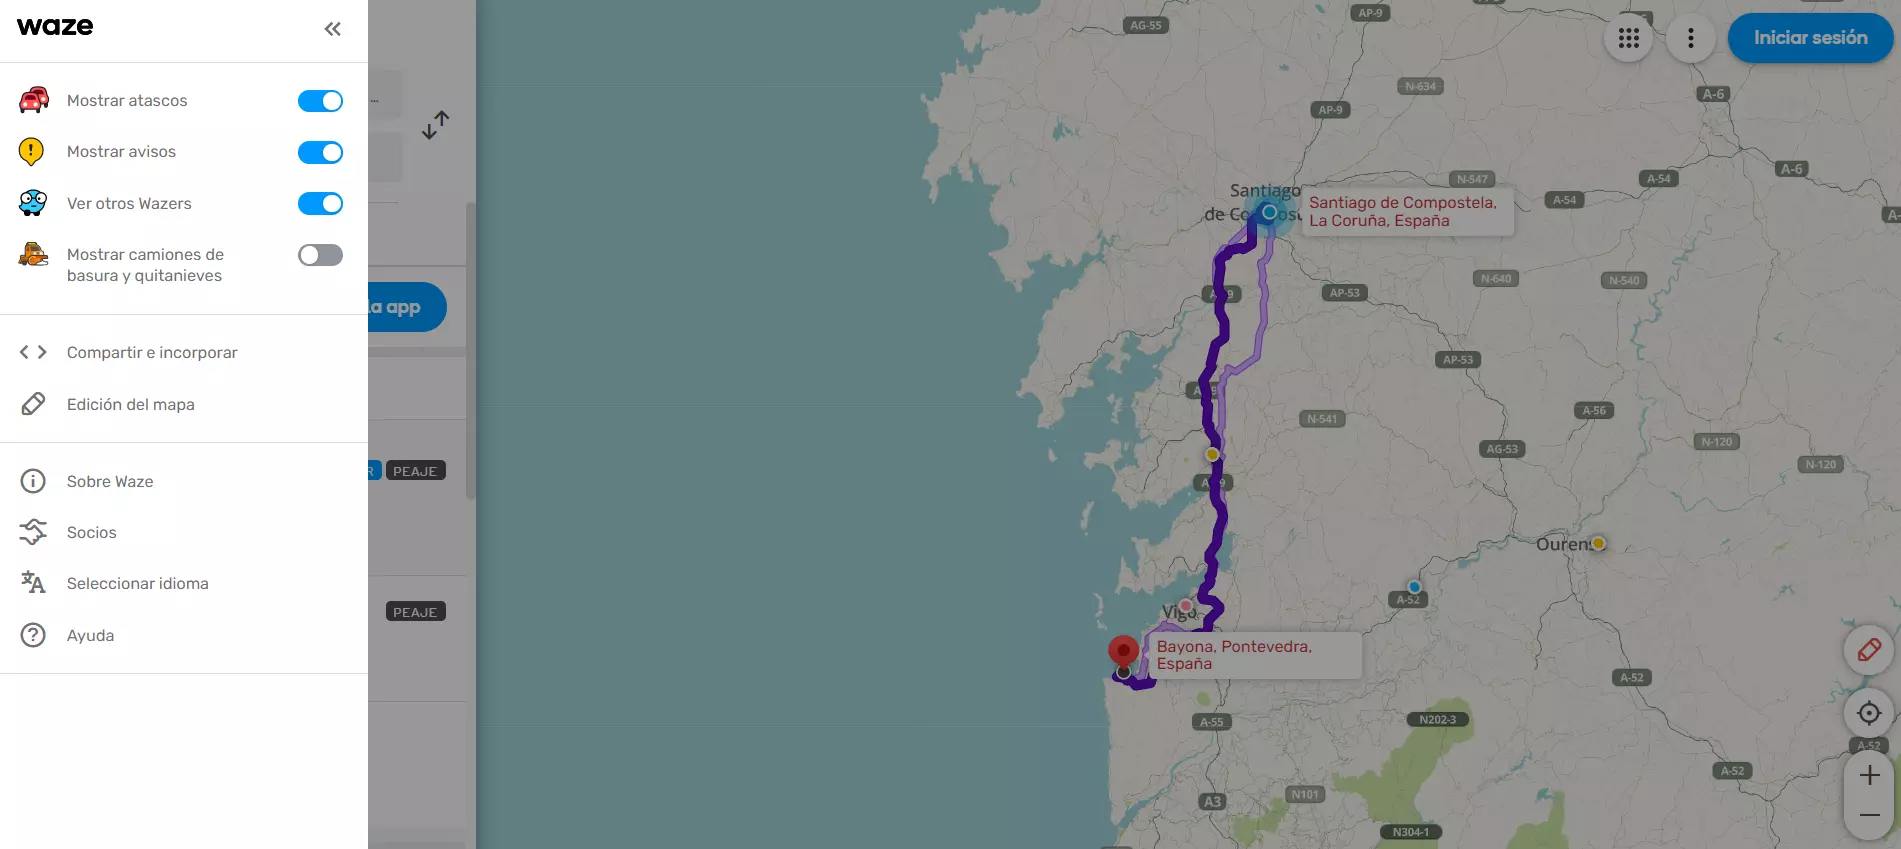 waze
Mostrar atascos
Mostrar avisos
Ver otros Wazers
Mostrar camiones de
basura y quitanieves
Compartir e incorporar
Edición del mapa
Sobre Waze
Socios
Seleccionar idioma
Ayuda
...
la app
R PEAJE
PEAJE
Iniciar sesión
AG-55
AP-9
N-634
AP-9
A-6
A-6
N-547
A-54
A-54
A-
Santiago
de Co
Santiago de Compostela,
La Coruña, España
AP-53
N-640
N-540
AP-53
N-541
A-56
N-120
AG-53
N-120
Ourens
A-52
Vigo
Bayona, Pontevedra,
España
A-52
A-55
N202-3
A-52
A-52
A3
N101
N304-1